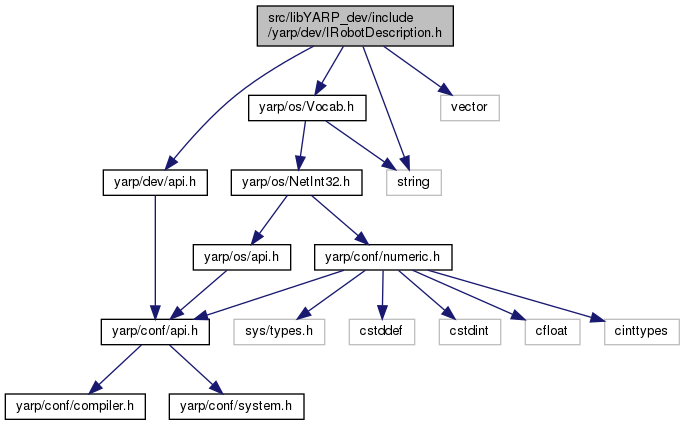 src/libYARP_dev/include
/yarp/dev/IRobotDescription.h
yarp/os/Vocab.h
vector
yarp/dev/api.h
yarp/os/NetInt32.h
string
yarp/os/api.h
yarp/conf/numeric.h
yarp/conf/api.h
sys/types.h
cstddef
cstdint
cfloat
cinttypes
yarp/conf/compiler.h
yarp/conf/system.h